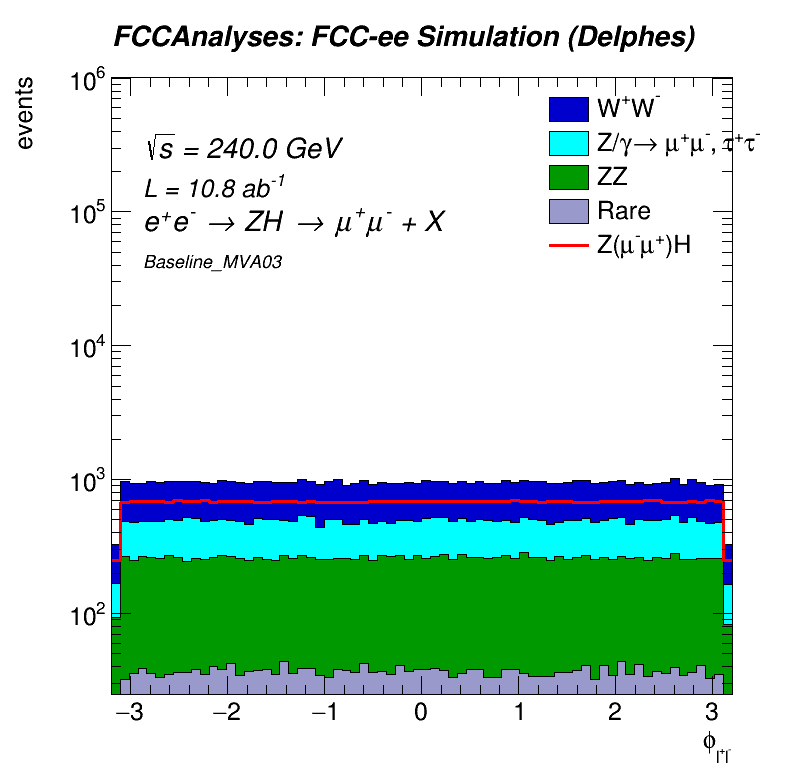 FCCAnalyses: FCC-ee Simulation (Delphes)
events
10⁶
10⁵
10⁴
10³
10²
√s = 240.0 GeV
L = 10.8 ab⁻¹
e⁺e⁻ → ZH → μ⁺μ⁻ + X
Baseline_MVA03
W⁺W⁻
Z/γ→ μ⁺μ⁻, τ⁺τ⁻
ZZ
Rare
Z(μ⁻μ⁺)H
−3 −2 −1 0 1 2 3
ϕ_l⁺l⁻